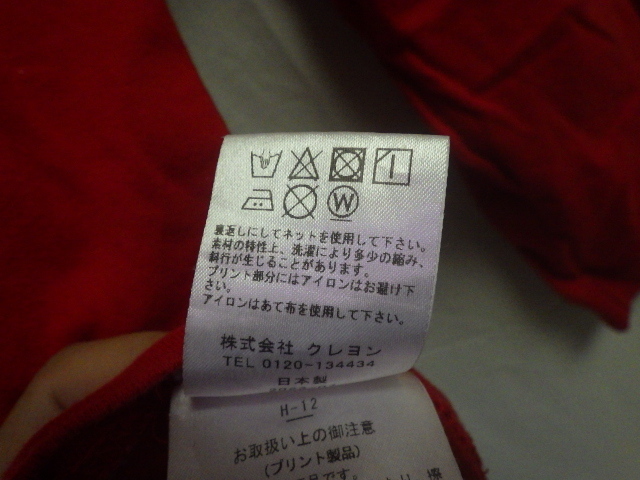 W
裏返しにしてネットを使用して下さい。
素材の特性上、洗濯により多少の縮み、
斜行が生じることがあります。
プリント部分にはアイロンはお避け下
さい。
アイロンはあて布を使用して下さい。
株式会社 クレヨン
TEL 0120-134434
日本製
H-12
お取扱い上の御注意
(プリント製品)
です。